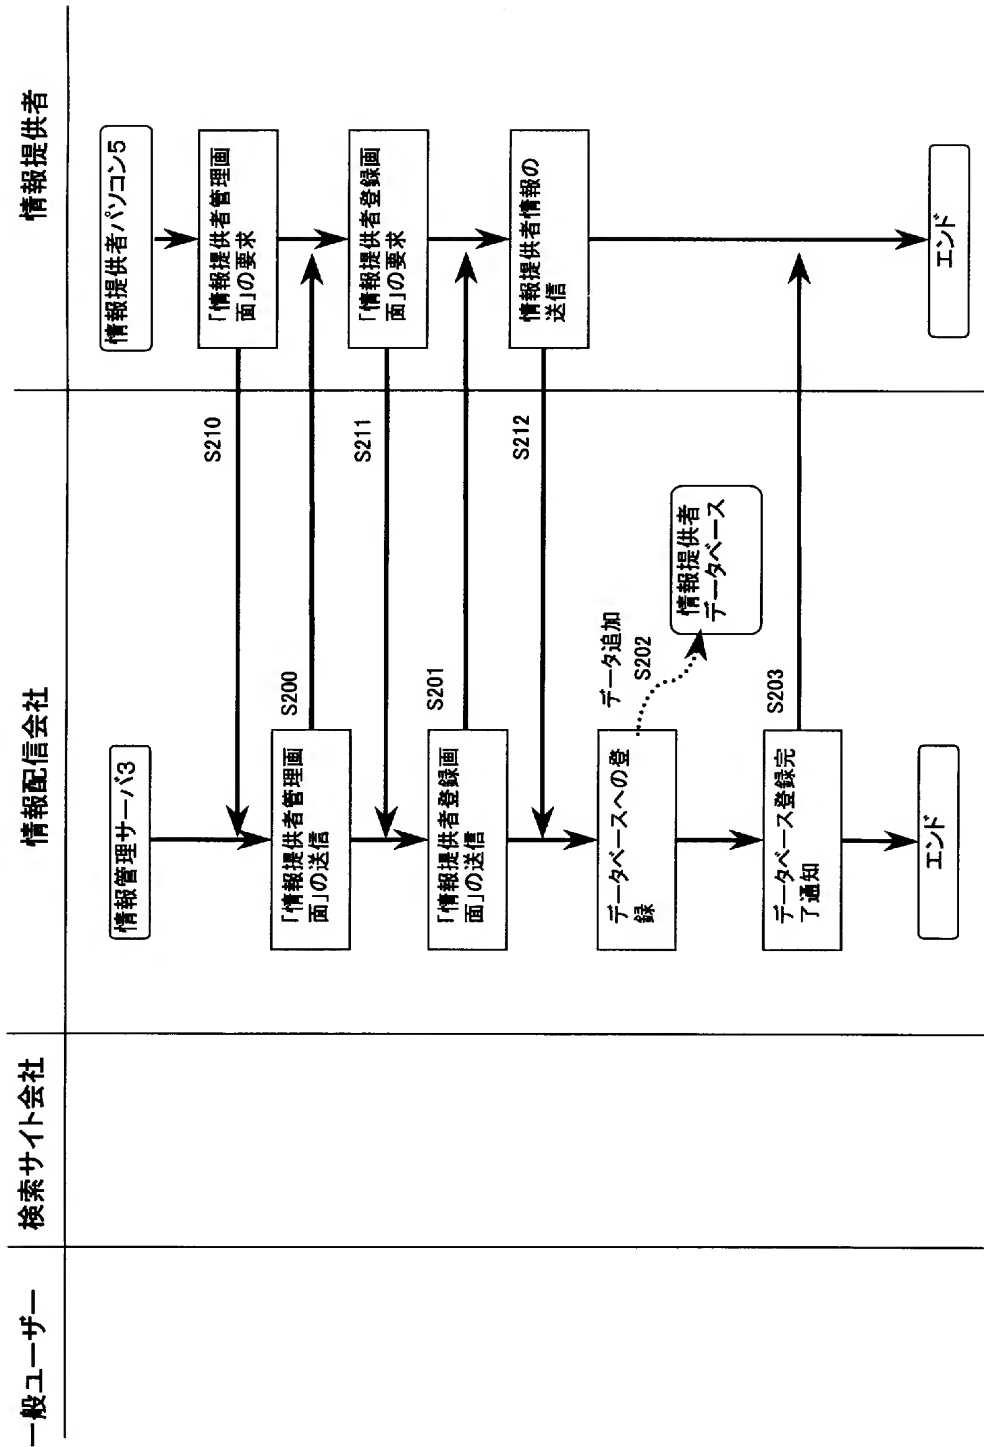 一般ユーザー
検索サイト会社
情報配信会社
情報提供者
情報管理サーバ3
情報提供者パソコン5
「情報提供者管理画
面」の要求
S210
「情報提供者管理画
面」の送信
S200
「情報提供者登録画
面」の要求
S211
「情報提供者登録画
面」の送信
S201
情報提供者情報の
送信
S212
データベースへの登
録
データ追加
S202
情報提供者
データベース
データベース登録完
了通知
S203
エンド
エンド